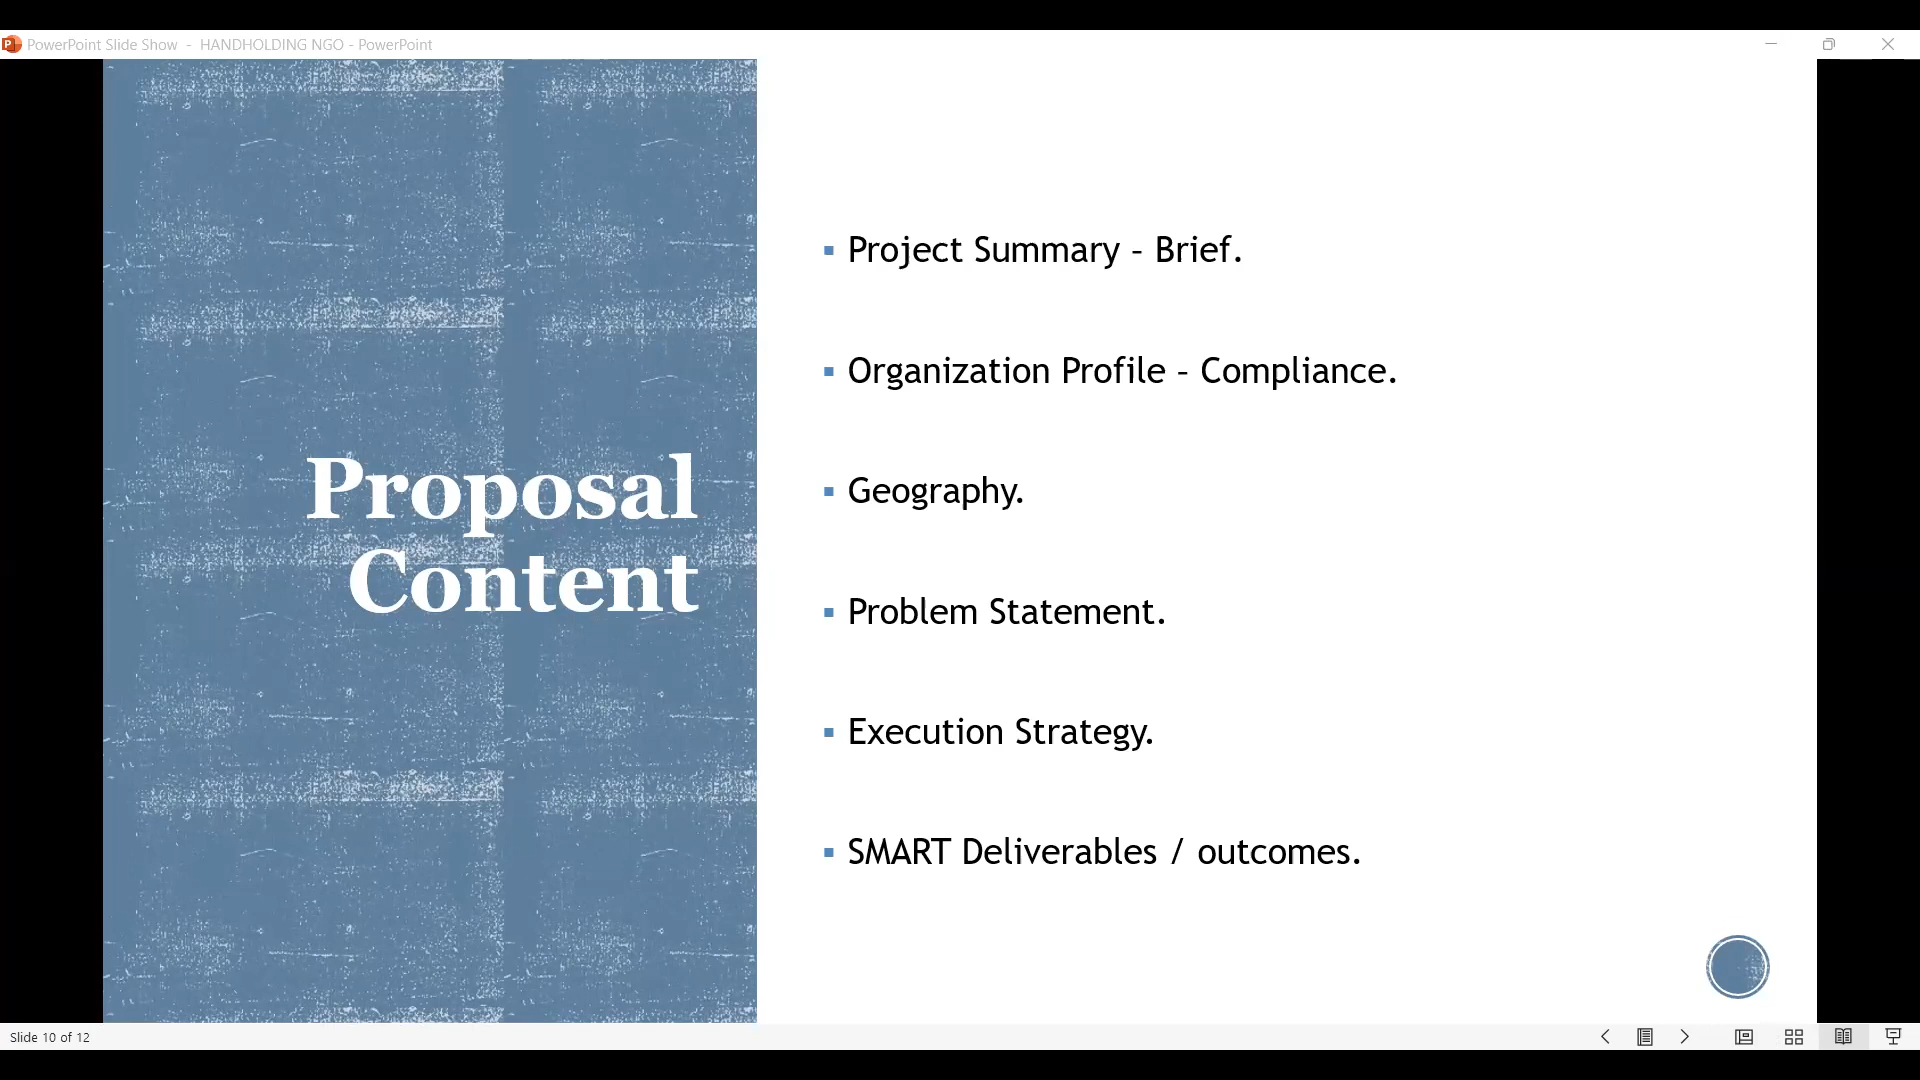 PowerPoint Slide Show - HANDHOLDING NGO - PowerPoint
Proposal
Content
Project Summary – Brief.
Organization Profile – Compliance.
Geography.
Problem Statement.
Execution Strategy.
SMART Deliverables / outcomes.
Slide 10 of 12